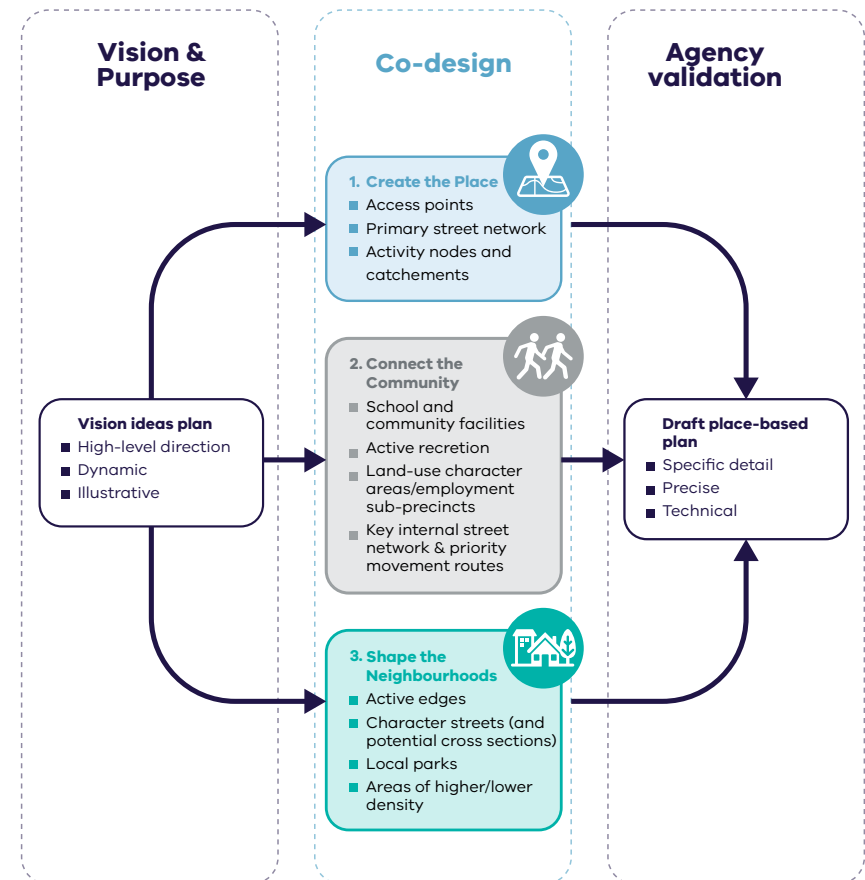 Vision &
Purpose
Co-design
Agency
validation
1. Create the Place
Access points
Primary street network
Activity nodes and
catchements
2. Connect the
Community
School and
community facilities
Active recretion
Land-use character
areas/employment
sub-precincts
Key internal street
network & priority
movement routes
Vision ideas plan
High-level direction
Dynamic
Illustrative
Draft place-based
plan
Specific detail
Precise
Technical
3. Shape the
Neighbourhoods
Active edges
Character streets (and
potential cross sections)
Local parks
Areas of higher/lower
density